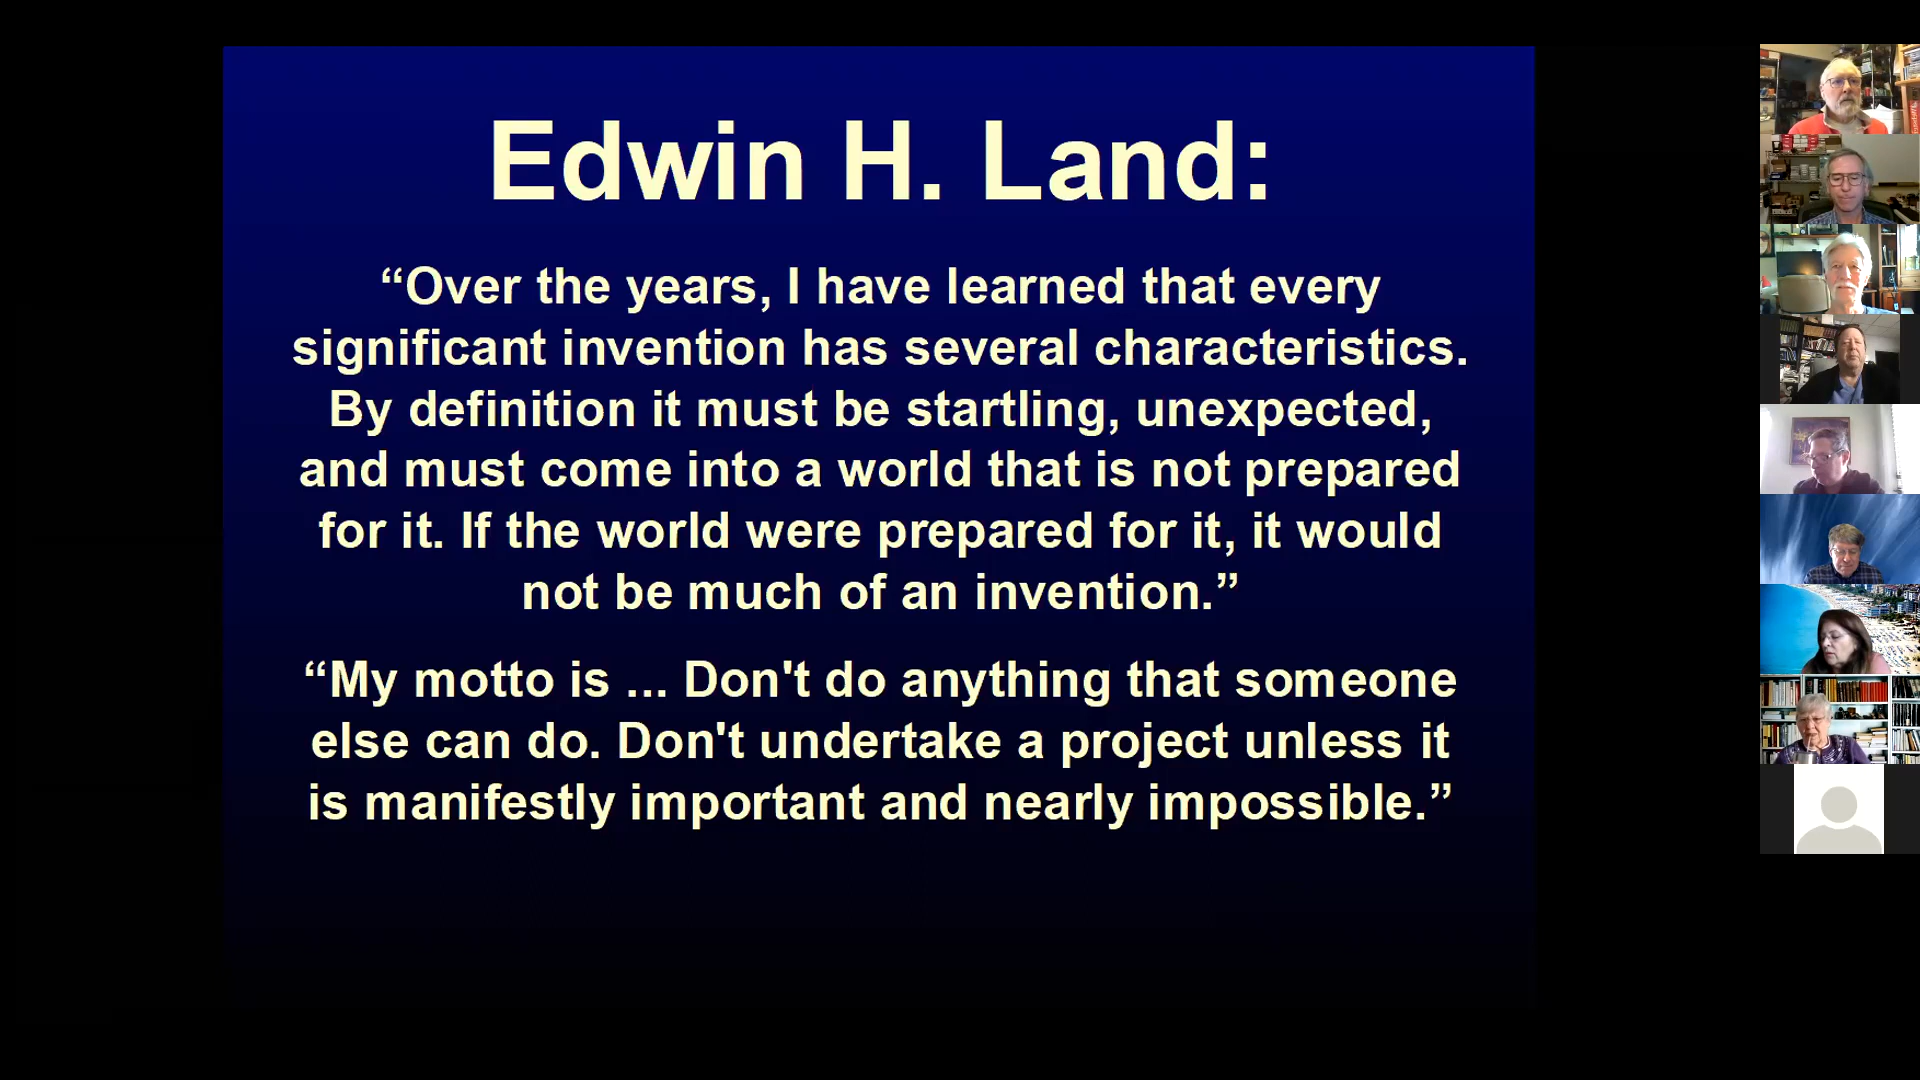 Edwin H. Land:
“Over the years, I have learned that every
significant invention has several characteristics.
By definition it must be startling, unexpected,
and must come into a world that is not prepared
for it. If the world were prepared for it, it would
not be much of an invention.”
“My motto is ... Don't do anything that someone
else can do. Don't undertake a project unless it
is manifestly important and nearly impossible.”